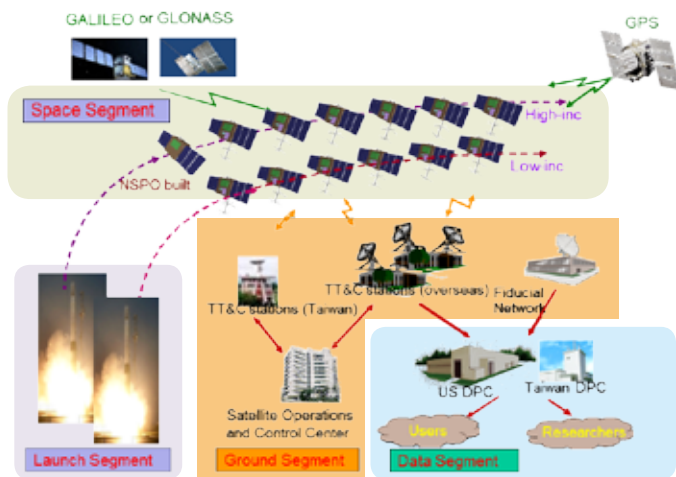 GALILEO or GLONASS
GPS
Space Segment
High-inc
Low-inc
NSPO built
TT&C stations (Taiwan)
TT&C stations (overseas)
Fiducial
Network
US DPC
Taiwan DPC
Satellite Operations
and Control Center
Users
Researchers
Launch Segment
Ground Segment
Data Segment